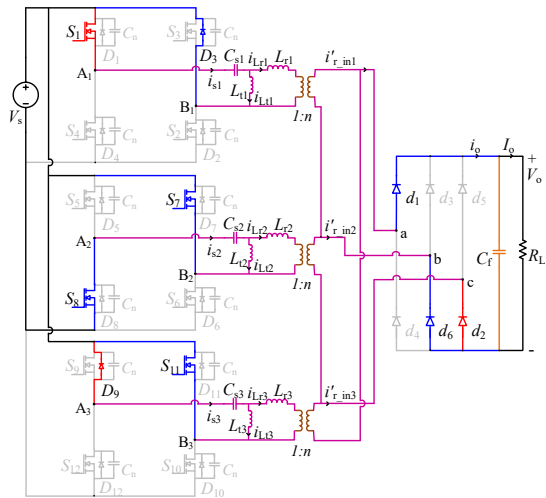 S1 D1 Cn S3 D3 Cn
A1 Cs1 iLr1 Lr1 i'r_in1
is1 Lt1 iLt1
B1 1:n
Vs
S4 D4 Cn S2 D2 Cn
S5 D5 Cn S7 D7 Cn
A2 Cs2 iLr2 Lr2 i'r_in2
is2 Lt2 iLt2
B2 1:n
S8 D8 Cn S6 D6 Cn
S9 D9 Cn S11 D11 Cn
A3 Cs3 iLr3 Lr3 i'r_in3
is3 Lt3 iLt3
B3 1:n
S12 D12 Cn S10 D10 Cn
io Io
+
Vo
d1 d3 d5
a
b
c
Cf RL
d4 d6 d2
-